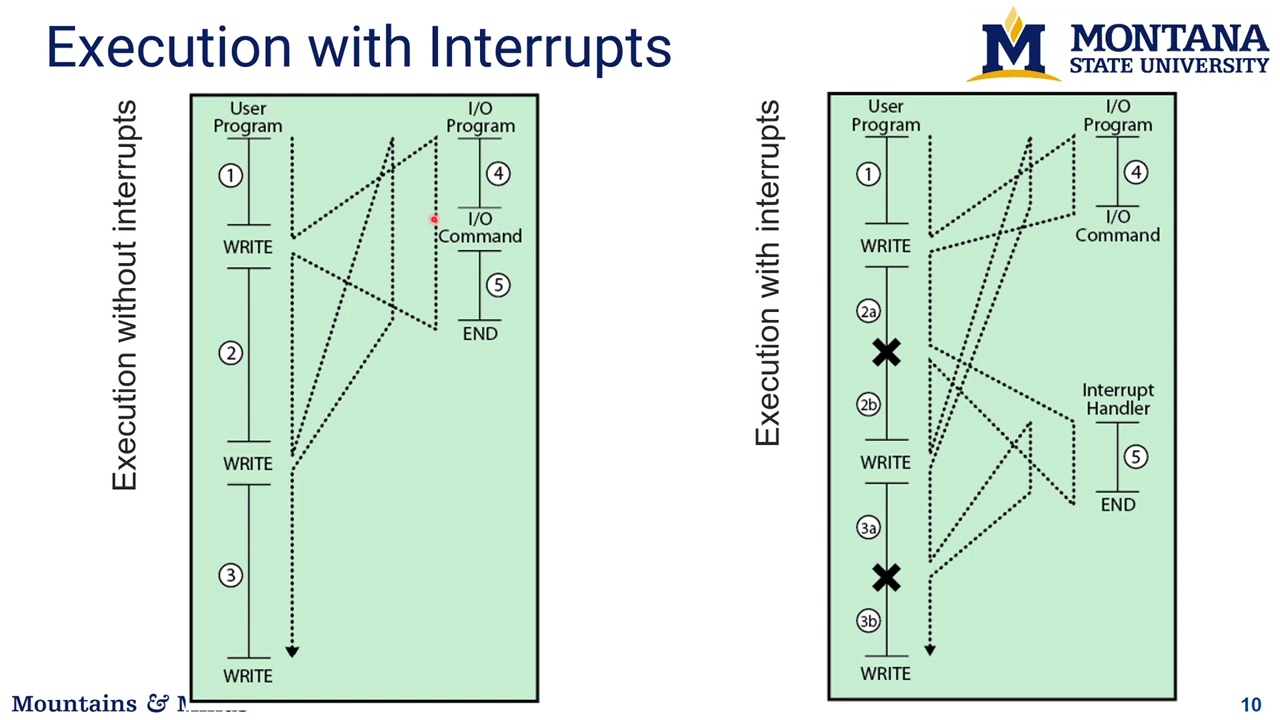 Execution with Interrupts
MONTANA
STATE UNIVERSITY
Execution without interrupts
User
Program
I/O
Program
1
4
WRITE
I/O
Command
5
END
2
WRITE
3
WRITE
Execution with interrupts
User
Program
I/O
Program
1
4
WRITE
I/O
Command
2a
2b
Interrupt
Handler
WRITE
5
END
3a
3b
WRITE
Mountains &
10